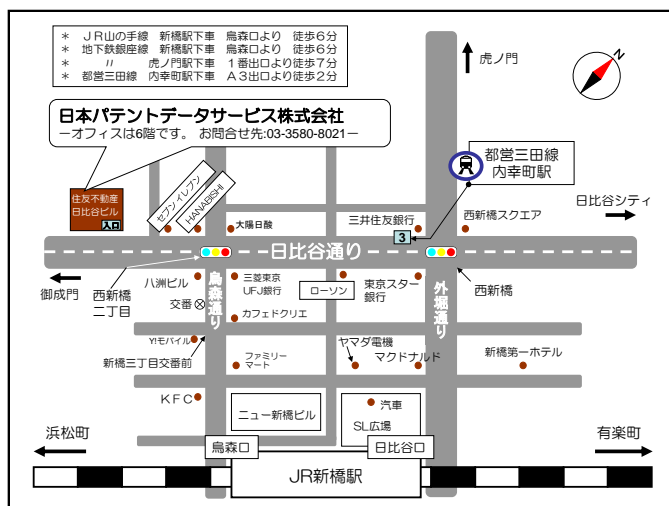 ＊　ＪＲ山の手線　新橋駅下車　烏森口より　徒歩６分
＊　地下鉄銀座線　新橋駅下車　烏森口より　徒歩６分
＊　　　〃　　　虎ノ門駅下車　１番出口より徒歩７分
＊　都営三田線　内幸町駅下車　Ａ３出口より徒歩２分
虎ノ門
N
日本パテントデータサービス株式会社
－オフィスは6階です。 お問合せ先:03-3580-8021－
都営三田線
内幸町駅
住友不動産
日比谷ビル
入口
セブンイレブン
HANABISHI
大陽日酸
三井住友銀行
西新橋スクエア
日比谷シティ
3
日比谷通り
御成門
西新橋
二丁目
八洲ビル
烏森通り
三菱東京
UFJ銀行
ローソン
東京スター
銀行
外堀通り
西新橋
交番
カフェドクリエ
Y!モバイル
新橋三丁目交番前
ファミリー
マート
ヤマダ電機
マクドナルド
新橋第一ホテル
ＫＦＣ
ニュー新橋ビル
汽車
SL広場
浜松町
烏森口
日比谷口
有楽町
JR新橋駅